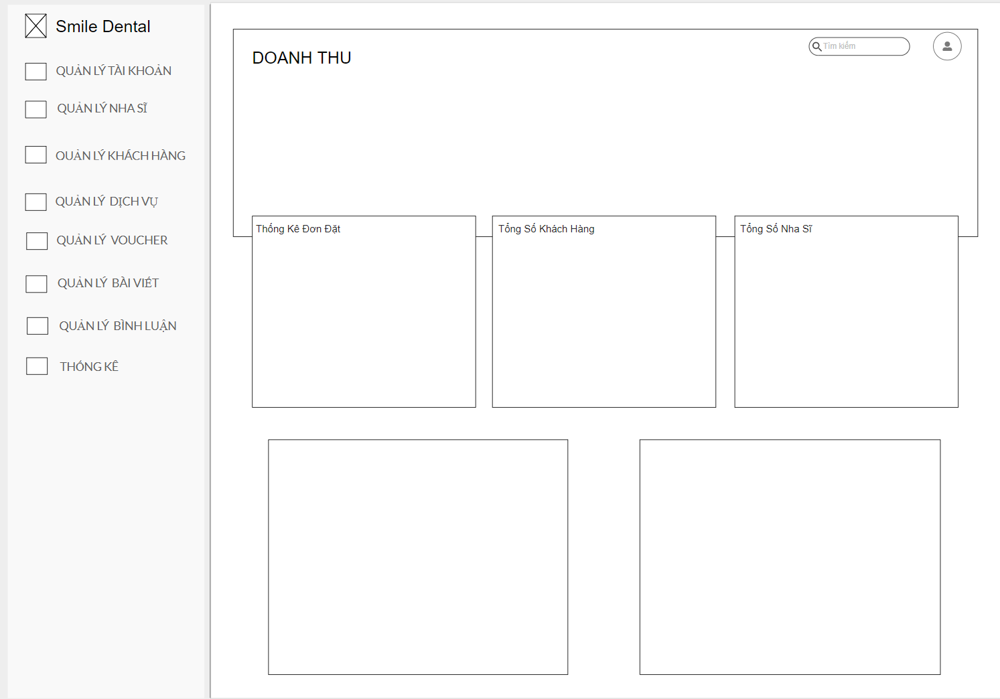 Smile Dental
QUẢN LÝ TÀI KHOẢN
QUẢN LÝ NHA SĨ
QUẢN LÝ KHÁCH HÀNG
QUẢN LÝ DỊCH VỤ
QUẢN LÝ VOUCHER
QUẢN LÝ BÀI VIẾT
QUẢN LÝ BÌNH LUẬN
THỐNG KÊ
DOANH THU
Tìm kiếm
Thống Kê Đơn Đặt
Tổng Số Khách Hàng
Tổng Số Nha Sĩ